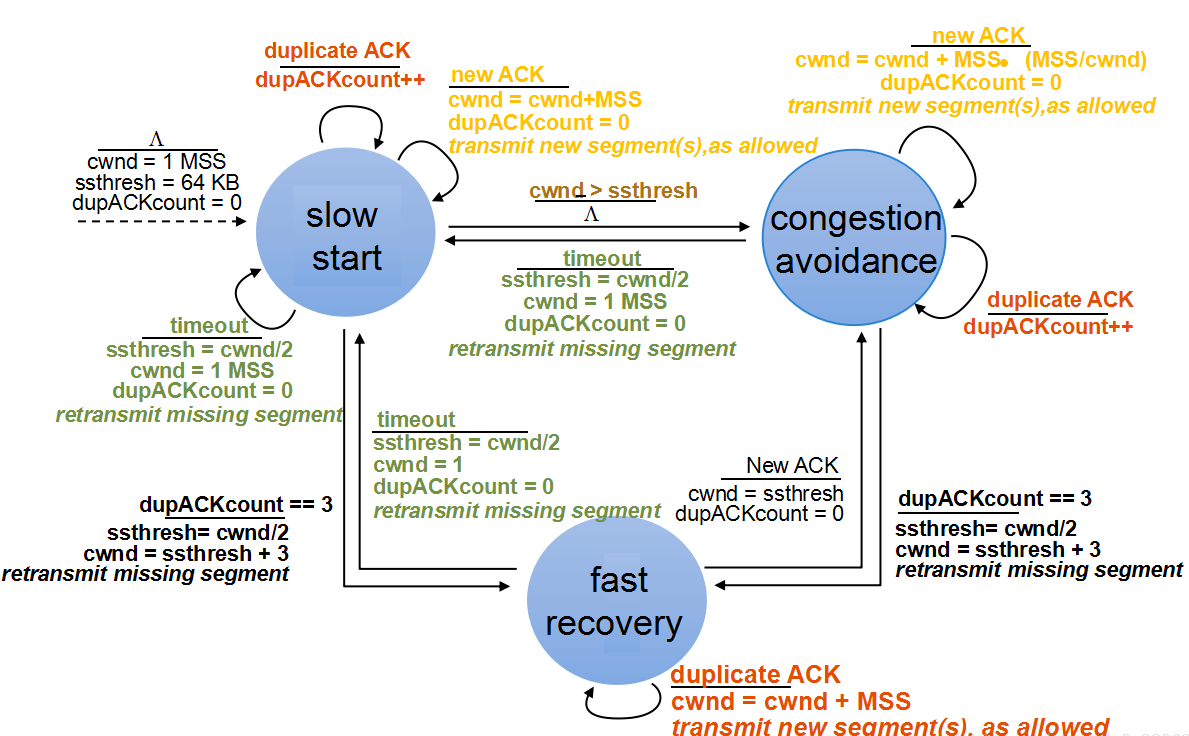 duplicate ACK
dupACKcount++
new ACK
cwnd = cwnd+MSS
dupACKcount = 0
transmit new segment(s),as allowed
new ACK
cwnd = cwnd + MSS• (MSS/cwnd)
dupACKcount = 0
transmit new segment(s),as allowed
Λ
cwnd = 1 MSS
ssthresh = 64 KB
dupACKcount = 0
slow
start
cwnd > ssthresh
Λ
congestion
avoidance
timeout
ssthresh = cwnd/2
cwnd = 1 MSS
dupACKcount = 0
retransmit missing segment
duplicate ACK
dupACKcount++
timeout
ssthresh = cwnd/2
cwnd = 1 MSS
dupACKcount = 0
retransmit missing segment
timeout
ssthresh = cwnd/2
cwnd = 1
dupACKcount = 0
retransmit missing segment
New ACK
cwnd = ssthresh
dupACKcount = 0
dupACKcount == 3
ssthresh= cwnd/2
cwnd = ssthresh + 3
retransmit missing segment
dupACKcount == 3
ssthresh= cwnd/2
cwnd = ssthresh + 3
retransmit missing segment
fast
recovery
duplicate ACK
cwnd = cwnd + MSS
transmit new segment(s), as allowed